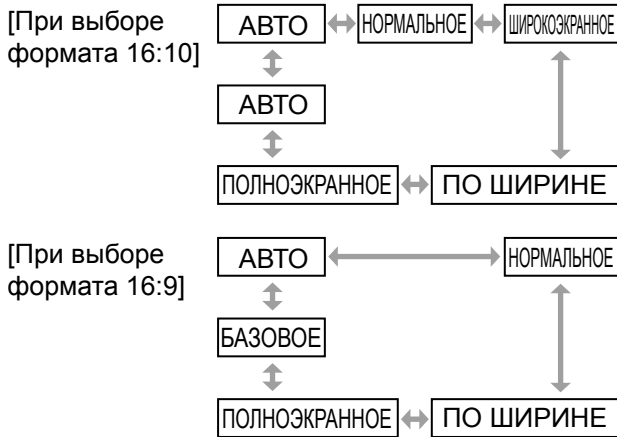 [При выборе
формата 16:10]
АВТО НОРМАЛЬНОЕ ШИРОКОЭКРАННОЕ
АВТО
ПОЛНОЭКРАННОЕ ПО ШИРИНЕ
[При выборе
формата 16:9]
АВТО НОРМАЛЬНОЕ
БАЗОВОЕ
ПОЛНОЭКРАННОЕ ПО ШИРИНЕ